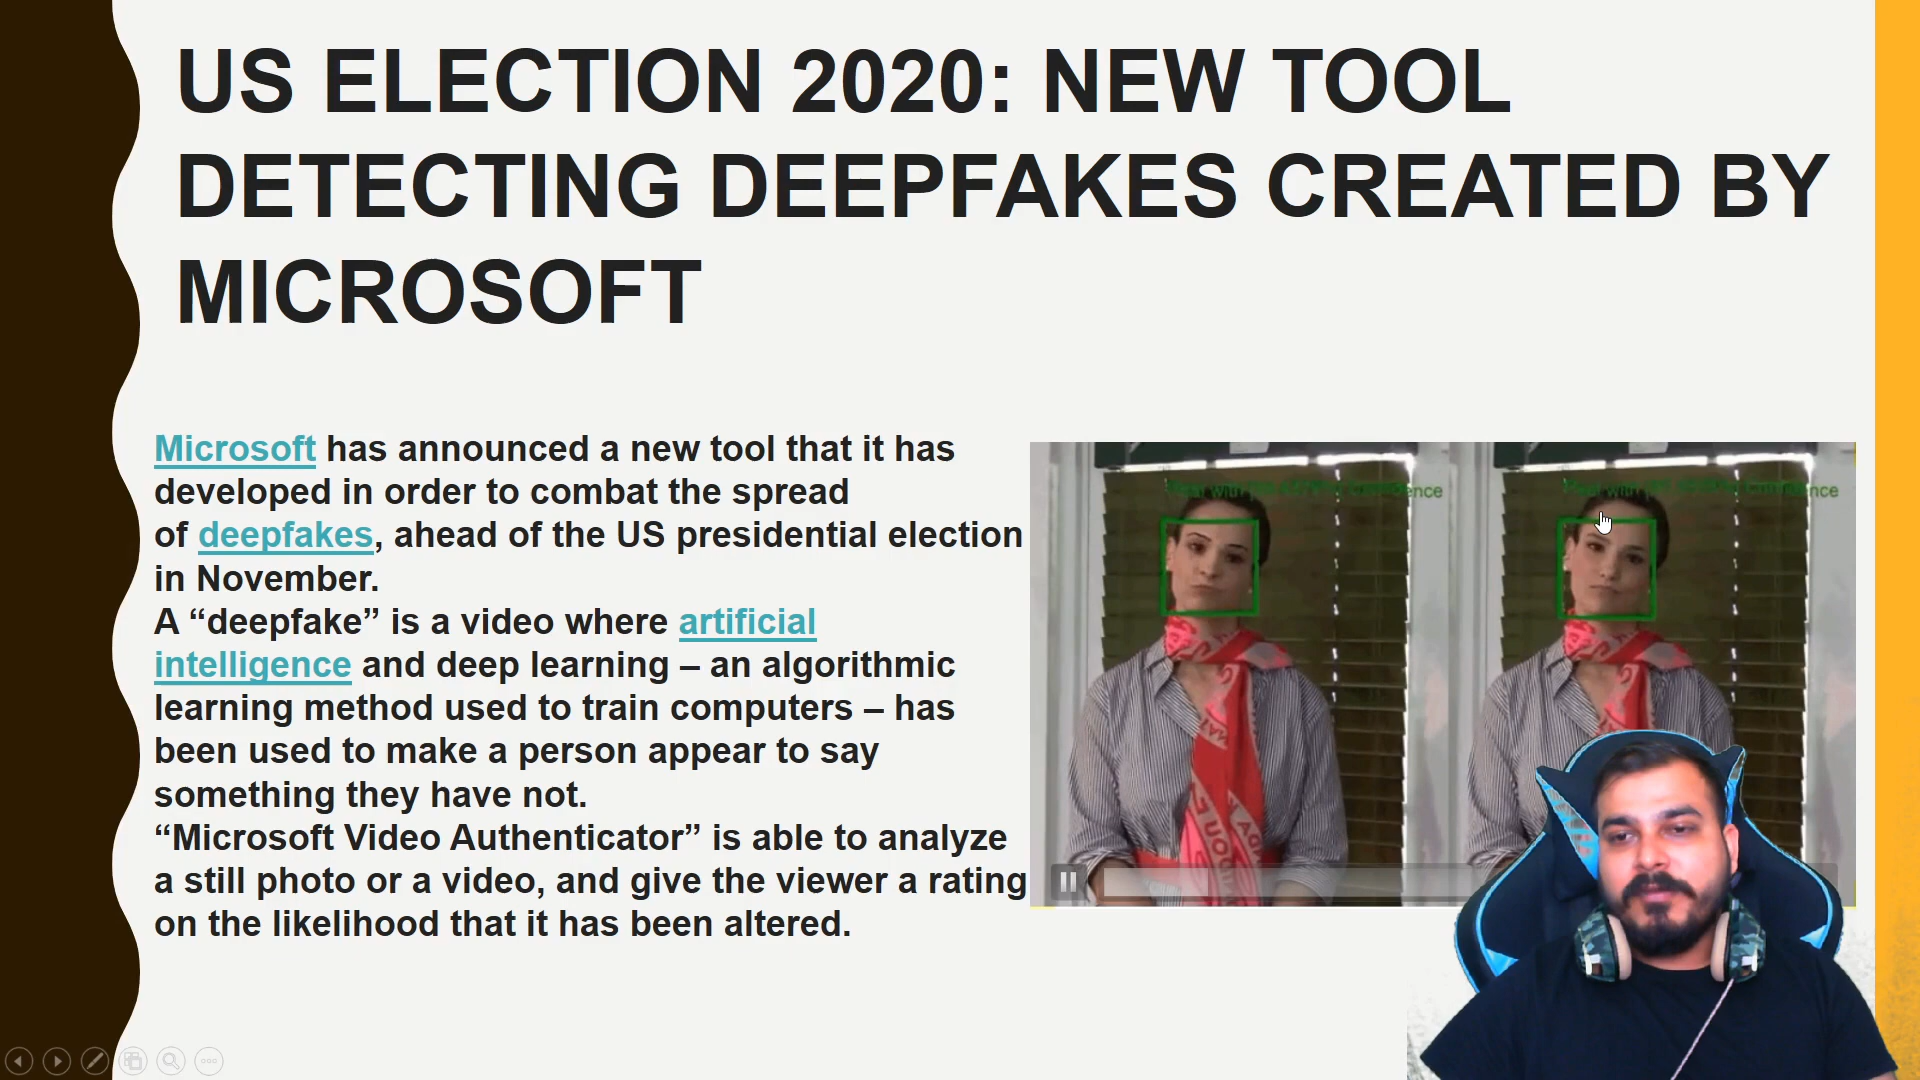 US ELECTION 2020: NEW TOOL
DETECTING DEEPFAKES CREATED BY
MICROSOFT
Microsoft has announced a new tool that it has
developed in order to combat the spread
of deepfakes, ahead of the US presidential election
in November.
A “deepfake” is a video where artificial
intelligence and deep learning – an algorithmic
learning method used to train computers – has
been used to make a person appear to say
something they have not.
“Microsoft Video Authenticator” is able to analyze
a still photo or a video, and give the viewer a rating
on the likelihood that it has been altered.